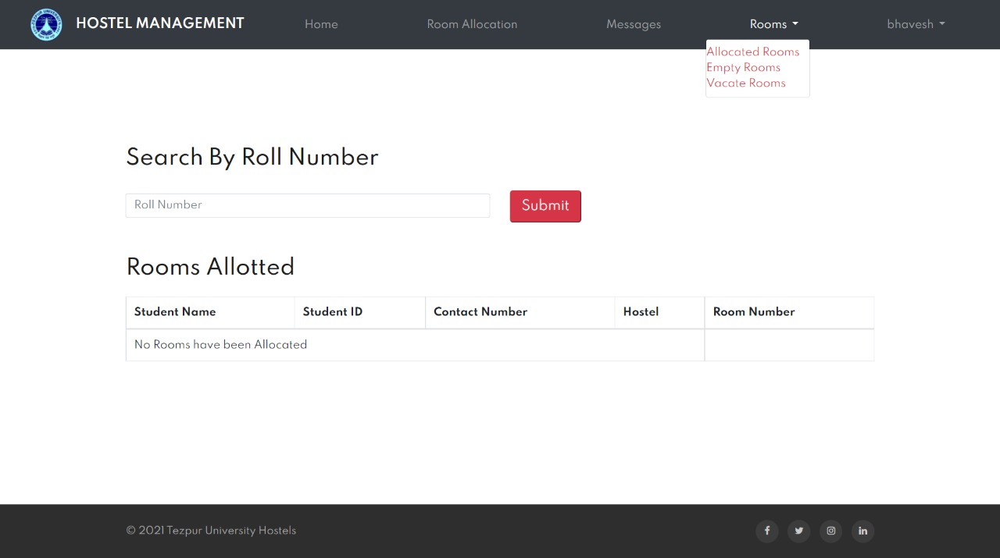 HOSTEL MANAGEMENT
Home
Room Allocation
Messages
Rooms
bhavesh
Allocated Rooms
Empty Rooms
Vacate Rooms
Search By Roll Number
Roll Number
Submit
Rooms Allotted
Student Name
Student ID
Contact Number
Hostel
Room Number
No Rooms have been Allocated
© 2021 Tezpur University Hostels